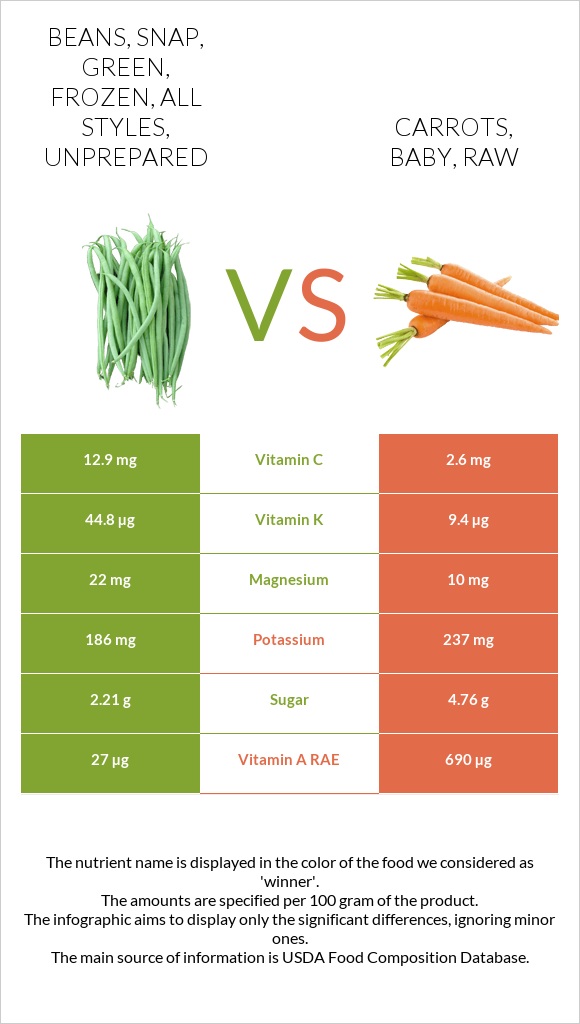 BEANS, SNAP,
GREEN,
FROZEN, ALL
STYLES,
UNPREPARED
CARROTS,
BABY, RAW
VS
12.9 mg Vitamin C 2.6 mg
44.8 µg Vitamin K 9.4 µg
22 mg Magnesium 10 mg
186 mg Potassium 237 mg
2.21 g Sugar 4.76 g
27 µg Vitamin A RAE 690 µg
The nutrient name is displayed in the color of the food we considered as
'winner'.
The amounts are specified per 100 gram of the product.
The infographic aims to display only the significant differences, ignoring minor
ones.
The main source of information is USDA Food Composition Database.